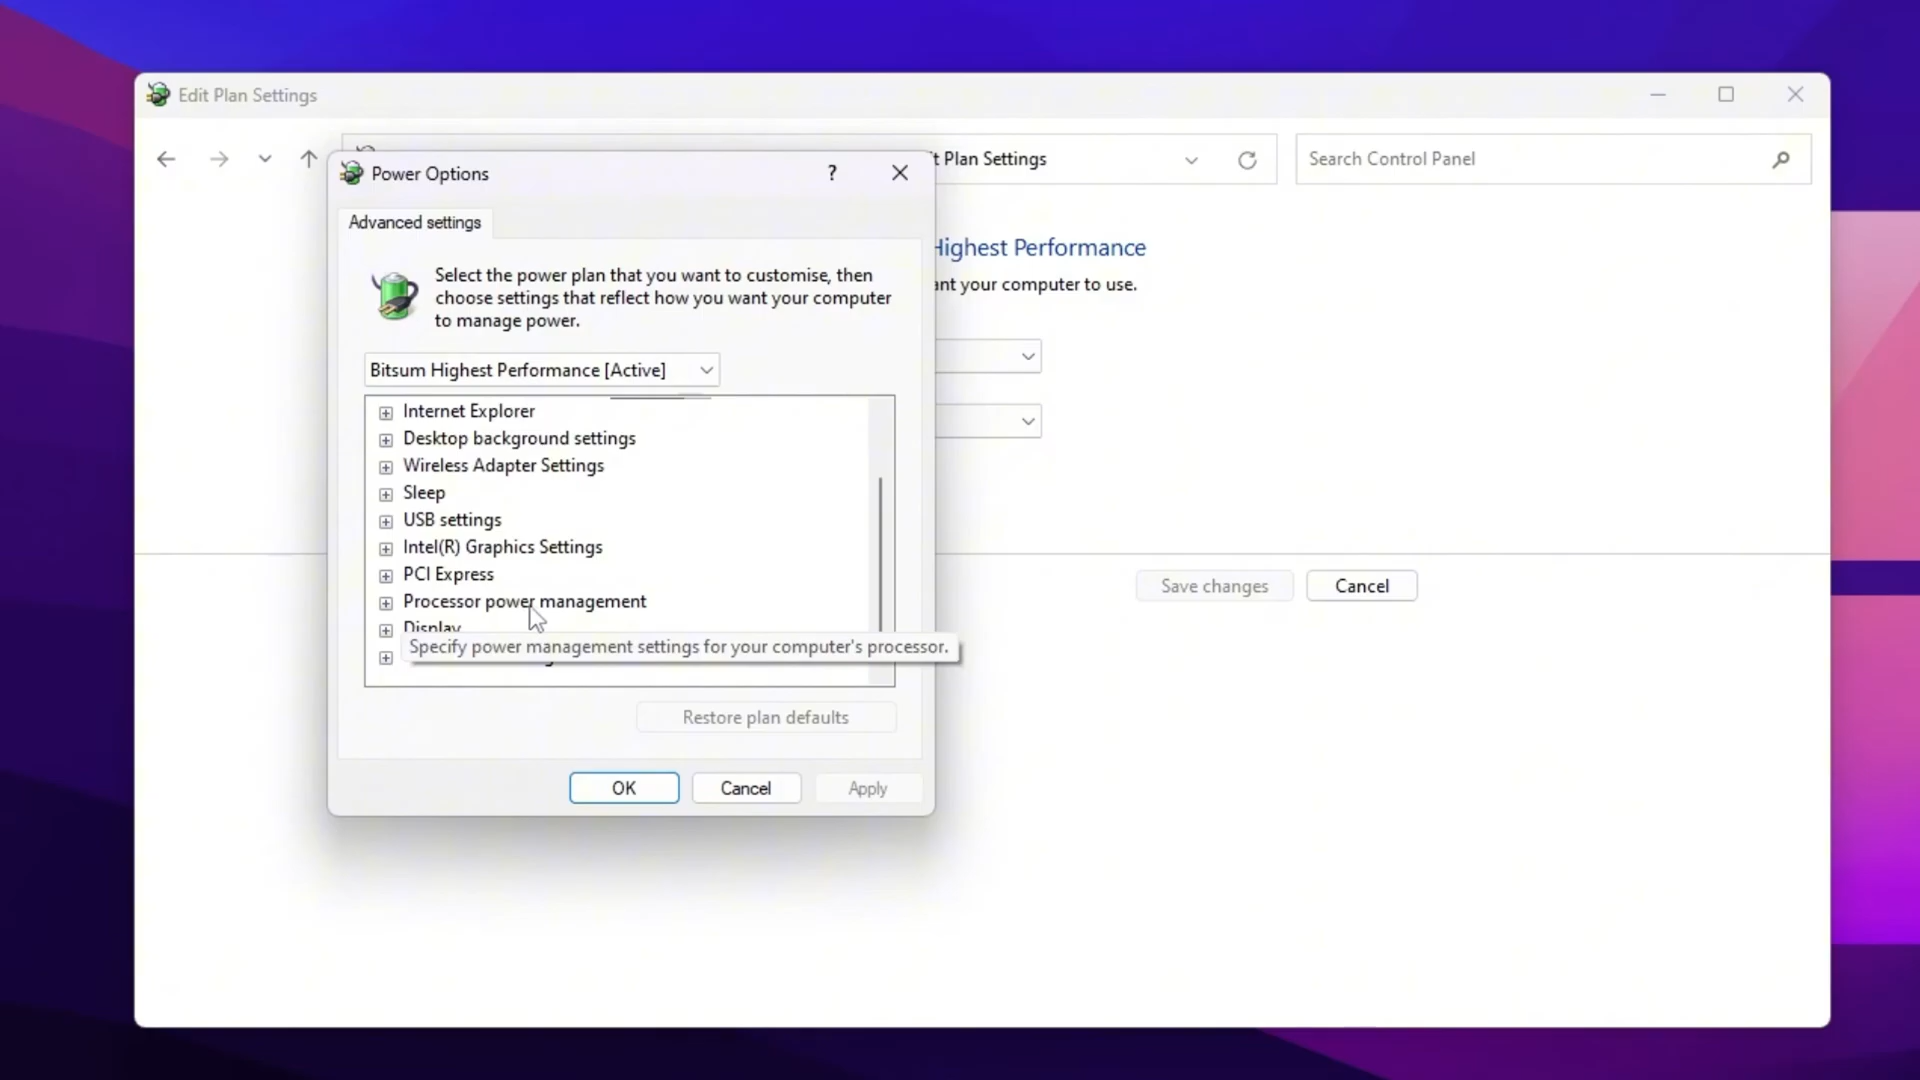 Edit Plan Settings
t Plan Settings
Search Control Panel
Power Options
?
Advanced settings
Highest Performance
Select the power plan that you want to customise, then
choose settings that reflect how you want your computer
to manage power.
ant your computer to use.
Bitsum Highest Performance [Active]
Internet Explorer
Desktop background settings
Wireless Adapter Settings
Sleep
USB settings
Intel(R) Graphics Settings
PCI Express
Processor power management
Display
Specify power management settings for your computer's processor.
Save changes
Cancel
Restore plan defaults
OK
Cancel
Apply